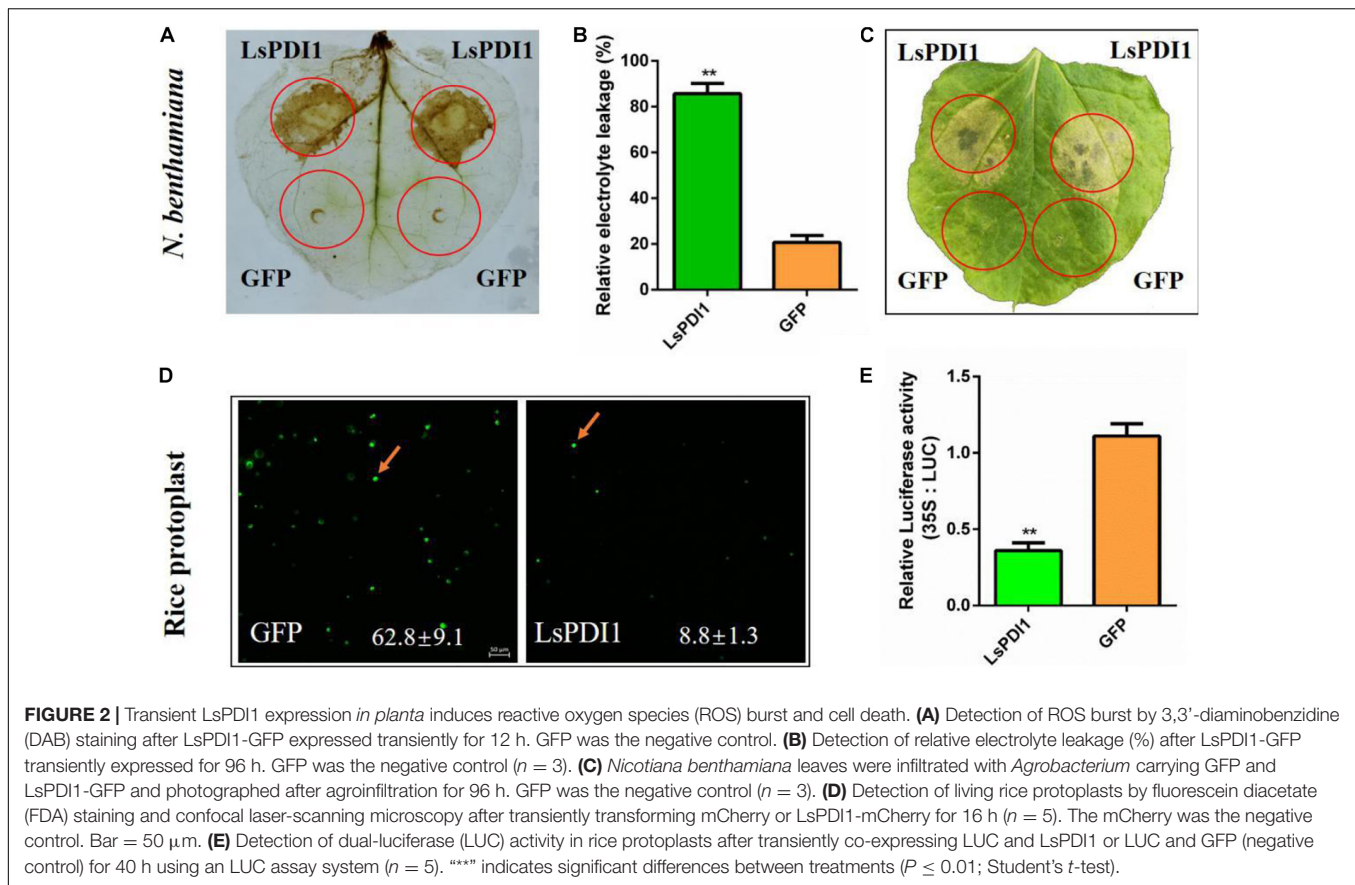 A
LsPDI1
LsPDI1
N. benthamiana
GFP
GFP
B
Relative electrolyte leakage (%)
100
80
60
40
20
0
**
LsPDI1
GFP
C
LsPDI1
LsPDI1
GFP
GFP
D
Rice protoplast
GFP
62.8±9.1
50 μm
LsPDI1
8.8±1.3
E
Relative Luciferase activity
(35S : LUC)
1.5
1.0
0.5
0.0
**
LsPDI1
GFP
FIGURE 2 | Transient LsPDI1 expression in planta induces reactive oxygen species (ROS) burst and cell death. (A) Detection of ROS burst by 3,3’-diaminobenzidine
(DAB) staining after LsPDI1-GFP expressed transiently for 12 h. GFP was the negative control. (B) Detection of relative electrolyte leakage (%) after LsPDI1-GFP
transiently expressed for 96 h. GFP was the negative control (n = 3). (C) Nicotiana benthamiana leaves were infiltrated with Agrobacterium carrying GFP and
LsPDI1-GFP and photographed after agroinfiltration for 96 h. GFP was the negative control (n = 3). (D) Detection of living rice protoplasts by fluorescein diacetate
(FDA) staining and confocal laser-scanning microscopy after transiently transforming mCherry or LsPDI1-mCherry for 16 h (n = 5). The mCherry was the negative
control. Bar = 50 μm. (E) Detection of dual-luciferase (LUC) activity in rice protoplasts after transiently co-expressing LUC and LsPDI1 or LUC and GFP (negative
control) for 40 h using an LUC assay system (n = 5). “**” indicates significant differences between treatments (P ≤ 0.01; Student’s t-test).